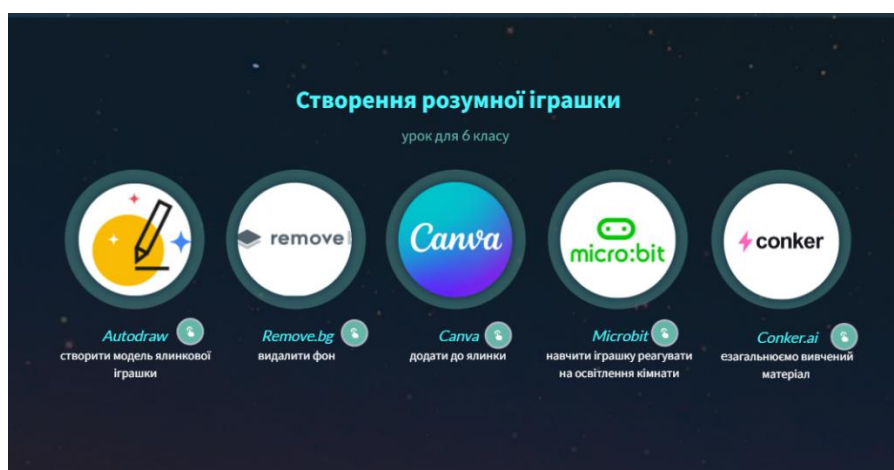 Створення розумної іграшки
урок для 6 класу
remove
Canva
micro:bit
conker
Autodraw
створити модель ялинкової
іграшки
Remove.bg
видалити фон
Canva
додати до ялинки
Microbit
навчити іграшку реагувати
на освітлення кімнати
Conker.ai
езагальнюємо вивчений
матеріал